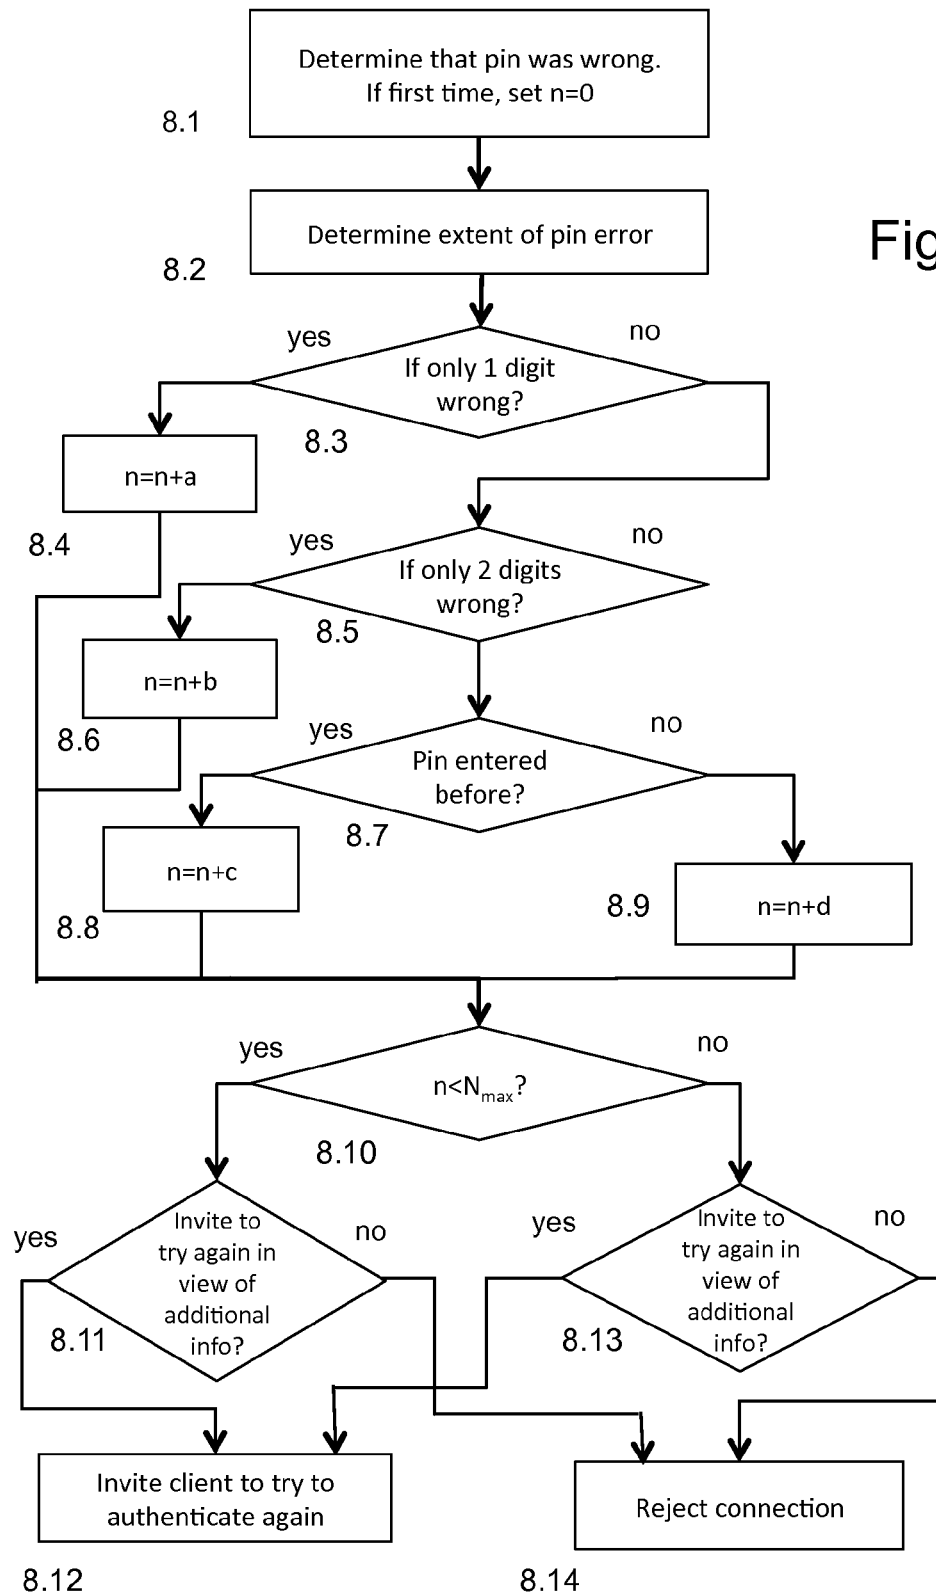 Determine that pin was wrong.
If first time, set n=0
8.1
Determine extent of pin error
8.2
Fig
yes
no
If only 1 digit
wrong?
8.3
n=n+a
8.4
yes
no
If only 2 digits
wrong?
8.5
n=n+b
8.6
yes
no
Pin entered
before?
8.7
n=n+c
8.8
8.9
n=n+d
yes
no
n<Nmax?
8.10
yes
Invite to
try again in
view of
additional
info?
no
8.11
yes
Invite to
try again in
view of
additional
info?
no
8.13
Invite client to try to
authenticate again
8.12
Reject connection
8.14